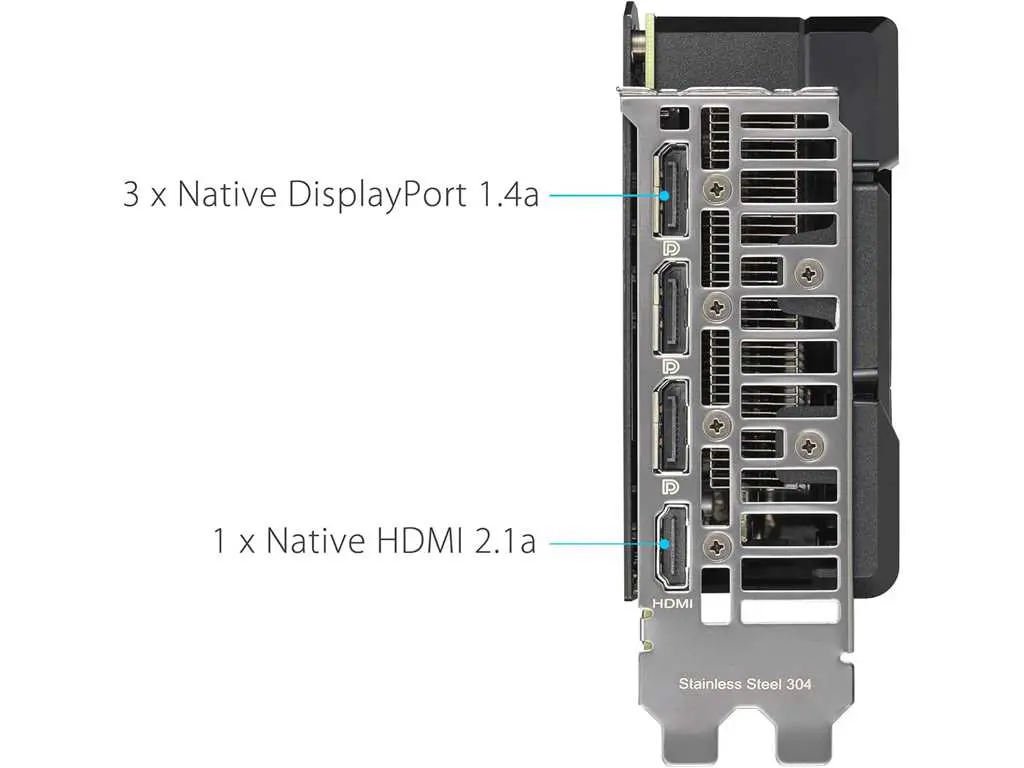 3 x Native DisplayPort 1.4a
1 x Native HDMI 2.1a
HDMI
Stainless Steel 304